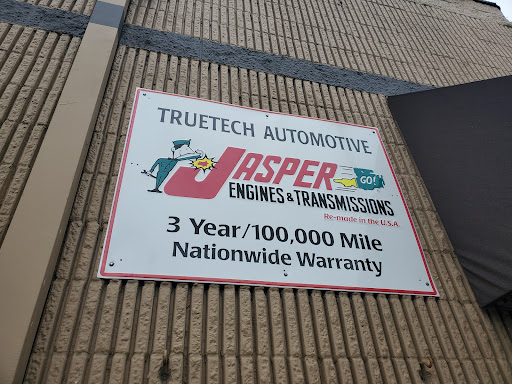 TRUETECH AUTOMOTIVE
JASPER GO!
ENGINES & TRANSMISSIONS
Re-made in the U.S.A.
3 Year/100,000 Mile
Nationwide Warranty